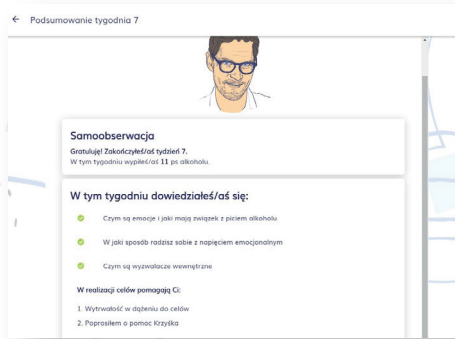 ← Podsumowanie tygodnia 7
Samoobserwacja
Gratuluję! Zakończyłeś/aś tydzień 7.
W tym tygodniu wypiłeś/aś 11 ps alkoholu.
W tym tygodniu dowiedziałeś/aś się:
Czym są emocje i jaki mają związek z piciem alkoholu
W jaki sposób radzisz sobie z napięciem emocjonalnym
Czym są wyzwalacze wewnętrzne
W realizacji celów pomagają Ci:
1. Wytrwałość w dążeniu do celów
2. Poprosiłem o pomoc Krzyśka